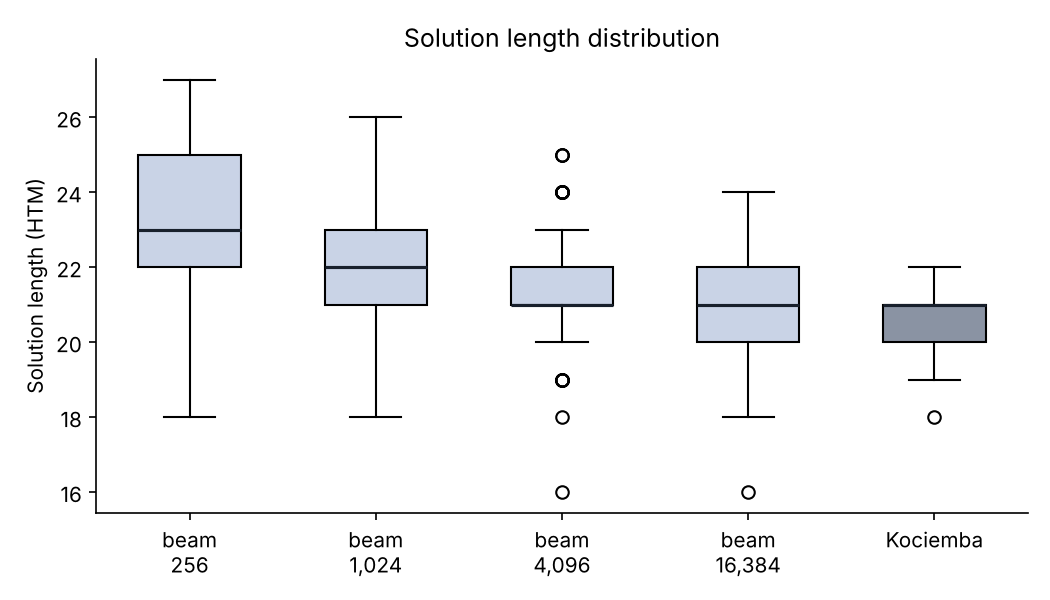 Solution length distribution
Solution length (HTM)
26
24
22
20
18
16
beam
256
beam
1,024
beam
4,096
beam
16,384
Kociemba